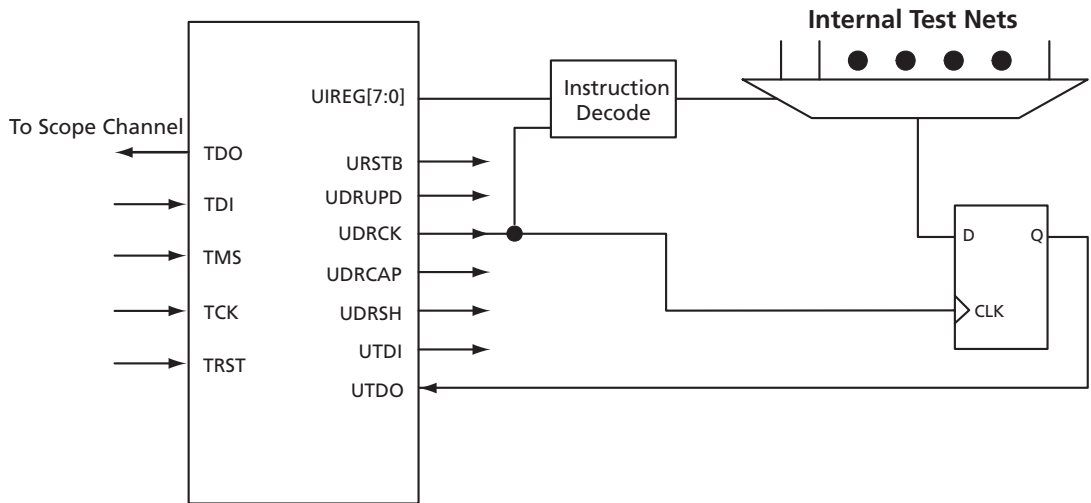 Internal Test Nets
UIREG[7:0]
Instruction
Decode
To Scope Channel
TDO
URSTB
TDI
UDRUPD
UDRCK
D
Q
TMS
UDRCAP
TCK
UDRSH
CLK
UTDI
TRST
UTDO